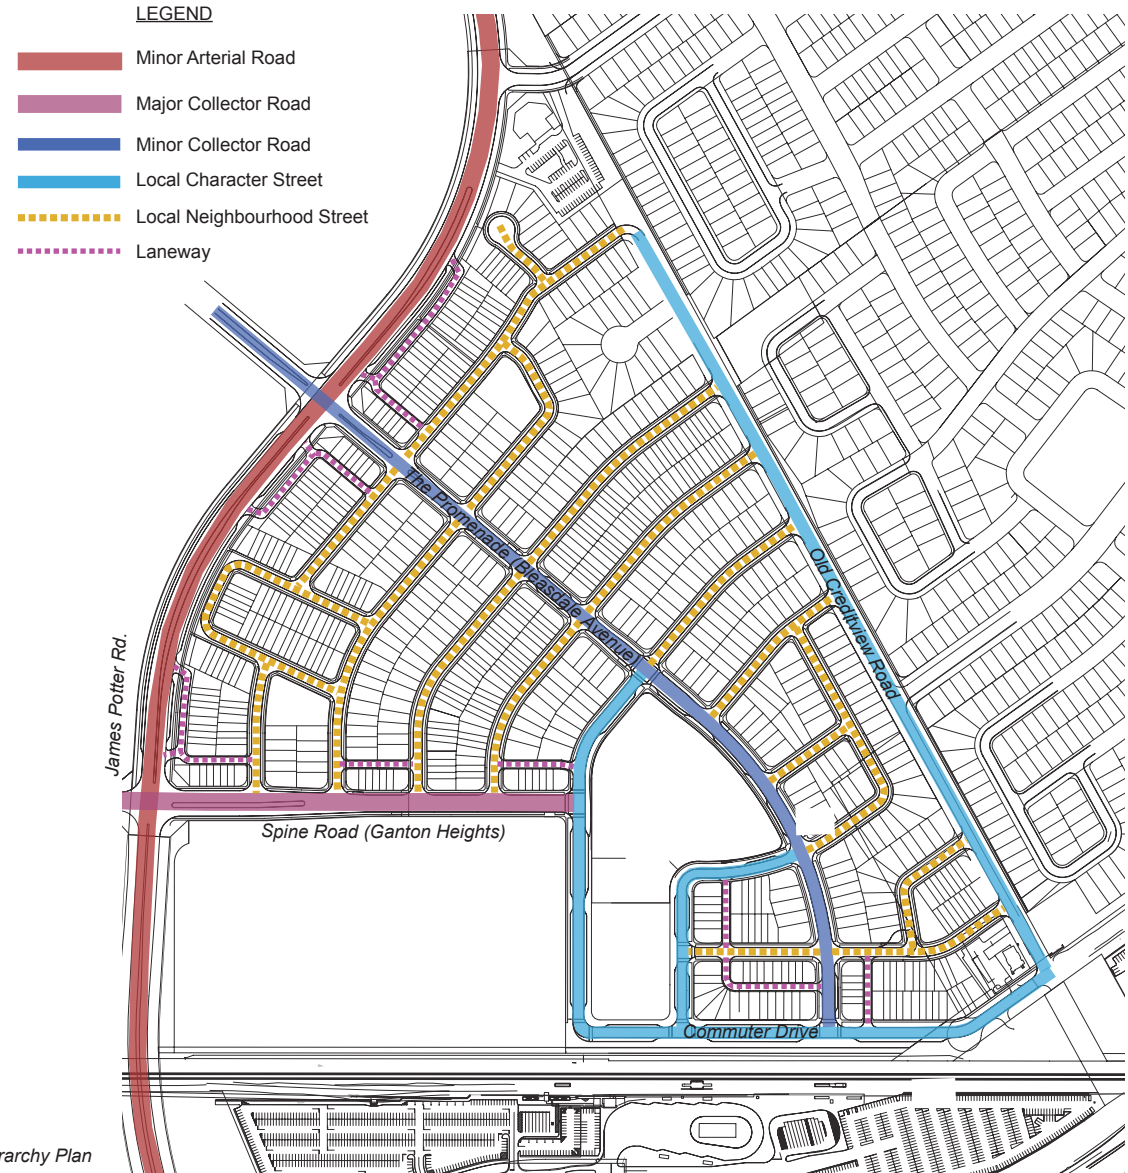 LEGEND
Minor Arterial Road
Major Collector Road
Minor Collector Road
Local Character Street
Local Neighbourhood Street
Laneway
The Promenade (Bleasdale Avenue)
Old Creditview Road
James Potter Rd.
Spine Road (Ganton Heights)
Commuter Drive
rarchy Plan